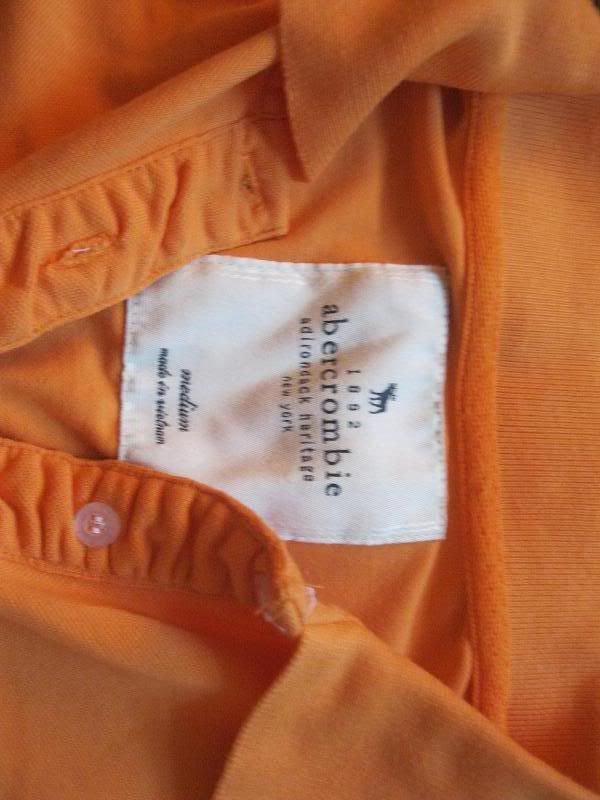 1892
abercrombie
adirondack heritage
new york
medium
made in vietnam